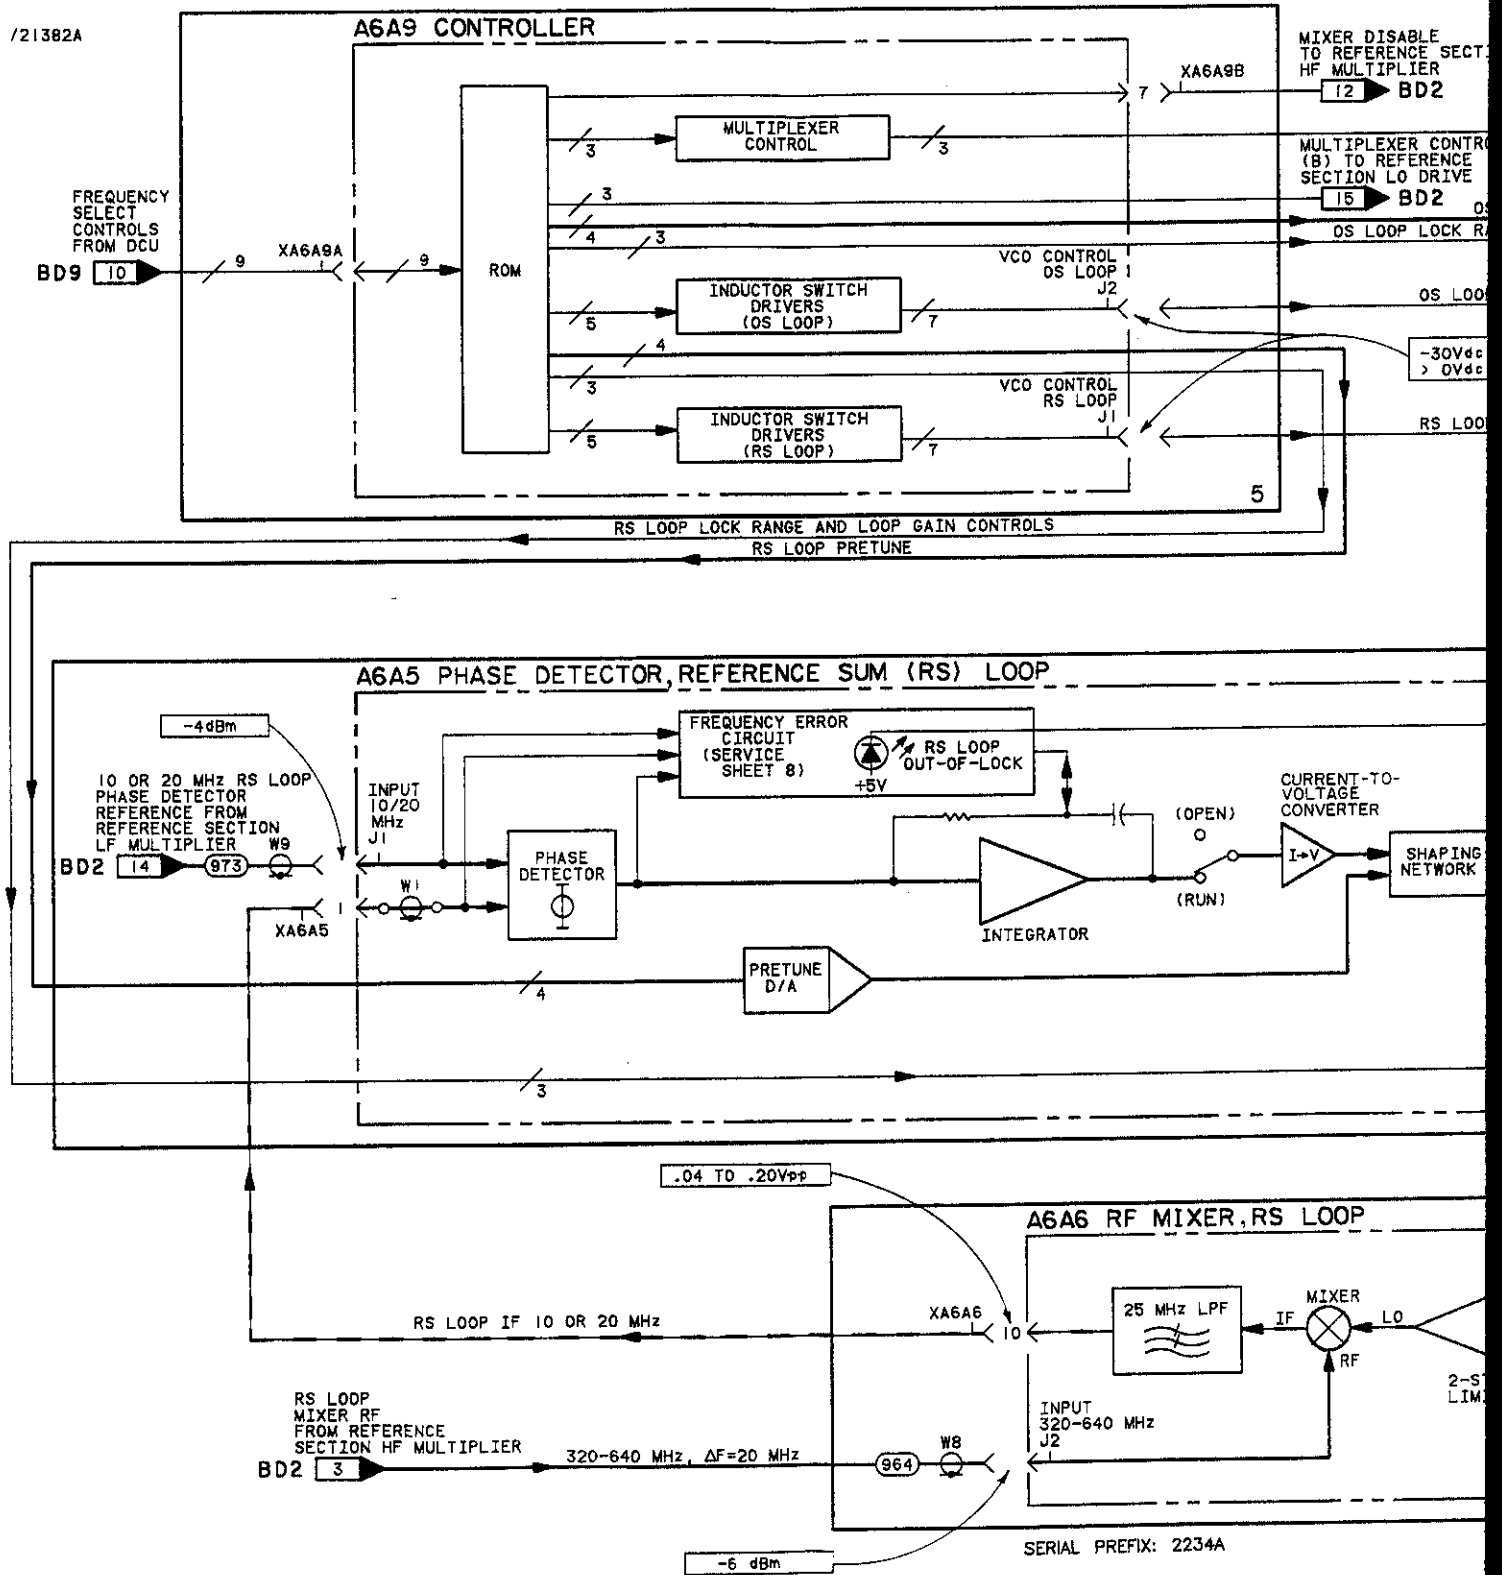 /21382A
A6A9 CONTROLLER
MIXER DISABLE
TO REFERENCE SECTI
HF MULTIPLIER
12 BD2
XA6A9B
7
MULTIPLEXER
CONTROL
3
3
MULTIPLEXER CONTR
(B) TO REFERENCE
SECTION LO DRIVE
15 BD2
FREQUENCY
SELECT
CONTROLS
FROM DCU
BD9 10
9
XA6A9A
9
ROM
3
4
3
OS
OS LOOP LOCK RA
VCO CONTROL
OS LOOP
J2
INDUCTOR SWITCH
DRIVERS
(OS LOOP)
5
7
OS LOO
4
3
-30Vdc
> 0Vdc
VCO CONTROL
RS LOOP
J1
INDUCTOR SWITCH
DRIVERS
(RS LOOP)
5
7
RS LOO
5
RS LOOP LOCK RANGE AND LOOP GAIN CONTROLS
RS LOOP PRETUNE
A6A5 PHASE DETECTOR, REFERENCE SUM (RS) LOOP
-4dBm
FREQUENCY ERROR
CIRCUIT
(SERVICE
SHEET 8)
RS LOOP
OUT-OF-LOCK
+5V
10 OR 20 MHz RS LOOP
PHASE DETECTOR
REFERENCE FROM
REFERENCE SECTION
LF MULTIPLIER
W9
BD2 14 973
INPUT
10/20
MHz
J1
PHASE
DETECTOR
W1
1
XA6A5
INTEGRATOR
(OPEN)
(RUN)
CURRENT-TO-
VOLTAGE
CONVERTER
I→V
SHAPING
NETWORK
PRETUNE
D/A
4
3
.04 TO .20Vpp
A6A6 RF MIXER, RS LOOP
RS LOOP IF 10 OR 20 MHz
XA6A6
10
25 MHz LPF
IF
MIXER
LO
RF
2-S
LIM
RS LOOP
MIXER RF
FROM REFERENCE
SECTION HF MULTIPLIER
BD2 3
320-640 MHz, ΔF=20 MHz
964
W8
INPUT
320-640 MHz
J2
-6 dBm
SERIAL PREFIX: 2234A